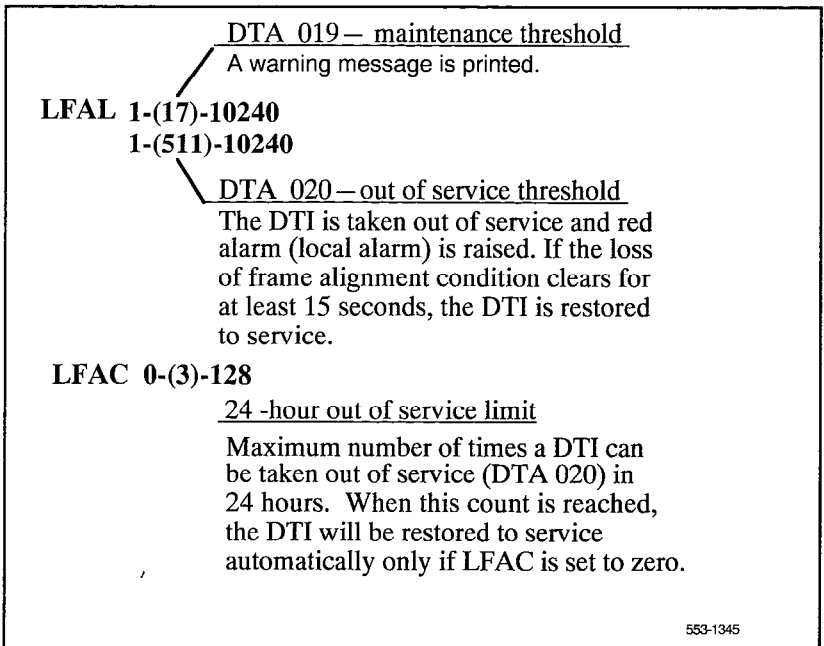 DTA 019 — maintenance threshold
A warning message is printed.
LFAL 1-(17)-10240
1-(511)-10240
DTA 020 — out of service threshold
The DTI is taken out of service and red
alarm (local alarm) is raised. If the loss
of frame alignment condition clears for
at least 15 seconds, the DTI is restored
to service.
LFAC 0-(3)-128
24 -hour out of service limit
Maximum number of times a DTI can
be taken out of service (DTA 020) in
24 hours. When this count is reached,
the DTI will be restored to service
automatically only if LFAC is set to zero.
553-1345